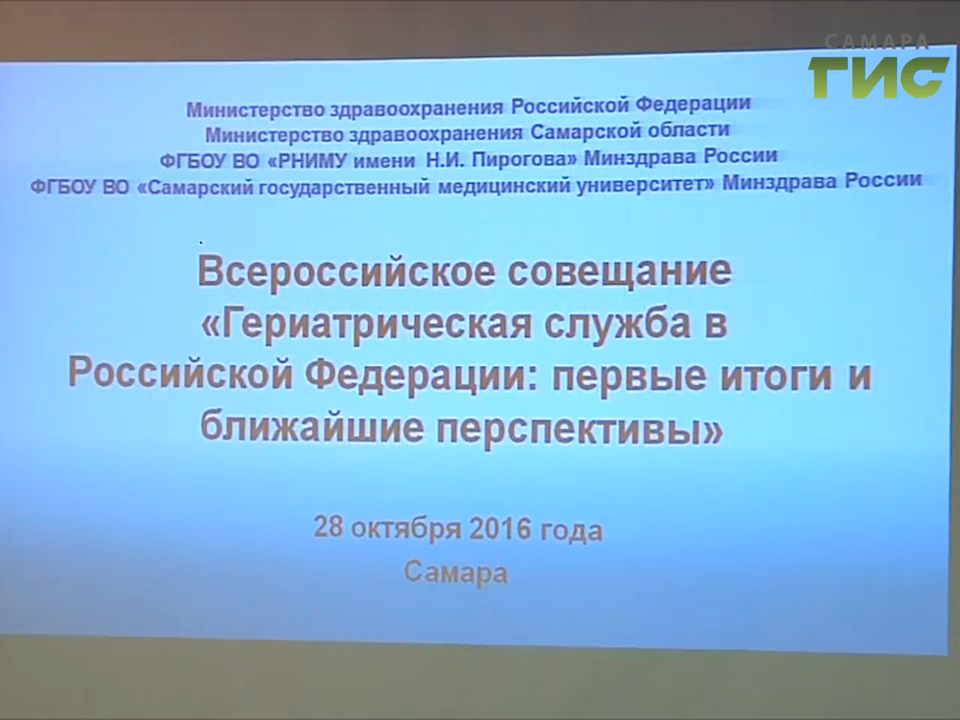 САМАРА
ГИС
Министерство здравоохранения Российской Федерации
Министерство здравоохранения Самарской области
ФГБОУ ВО «РНИМУ имени Н.И. Пирогова» Минздрава России
ФГБОУ ВО «Самарский государственный медицинский университет» Минздрава России
Всероссийское совещание
«Гериатрическая служба в
Российской Федерации: первые итоги и
ближайшие перспективы»
28 октября 2016 года
Самара